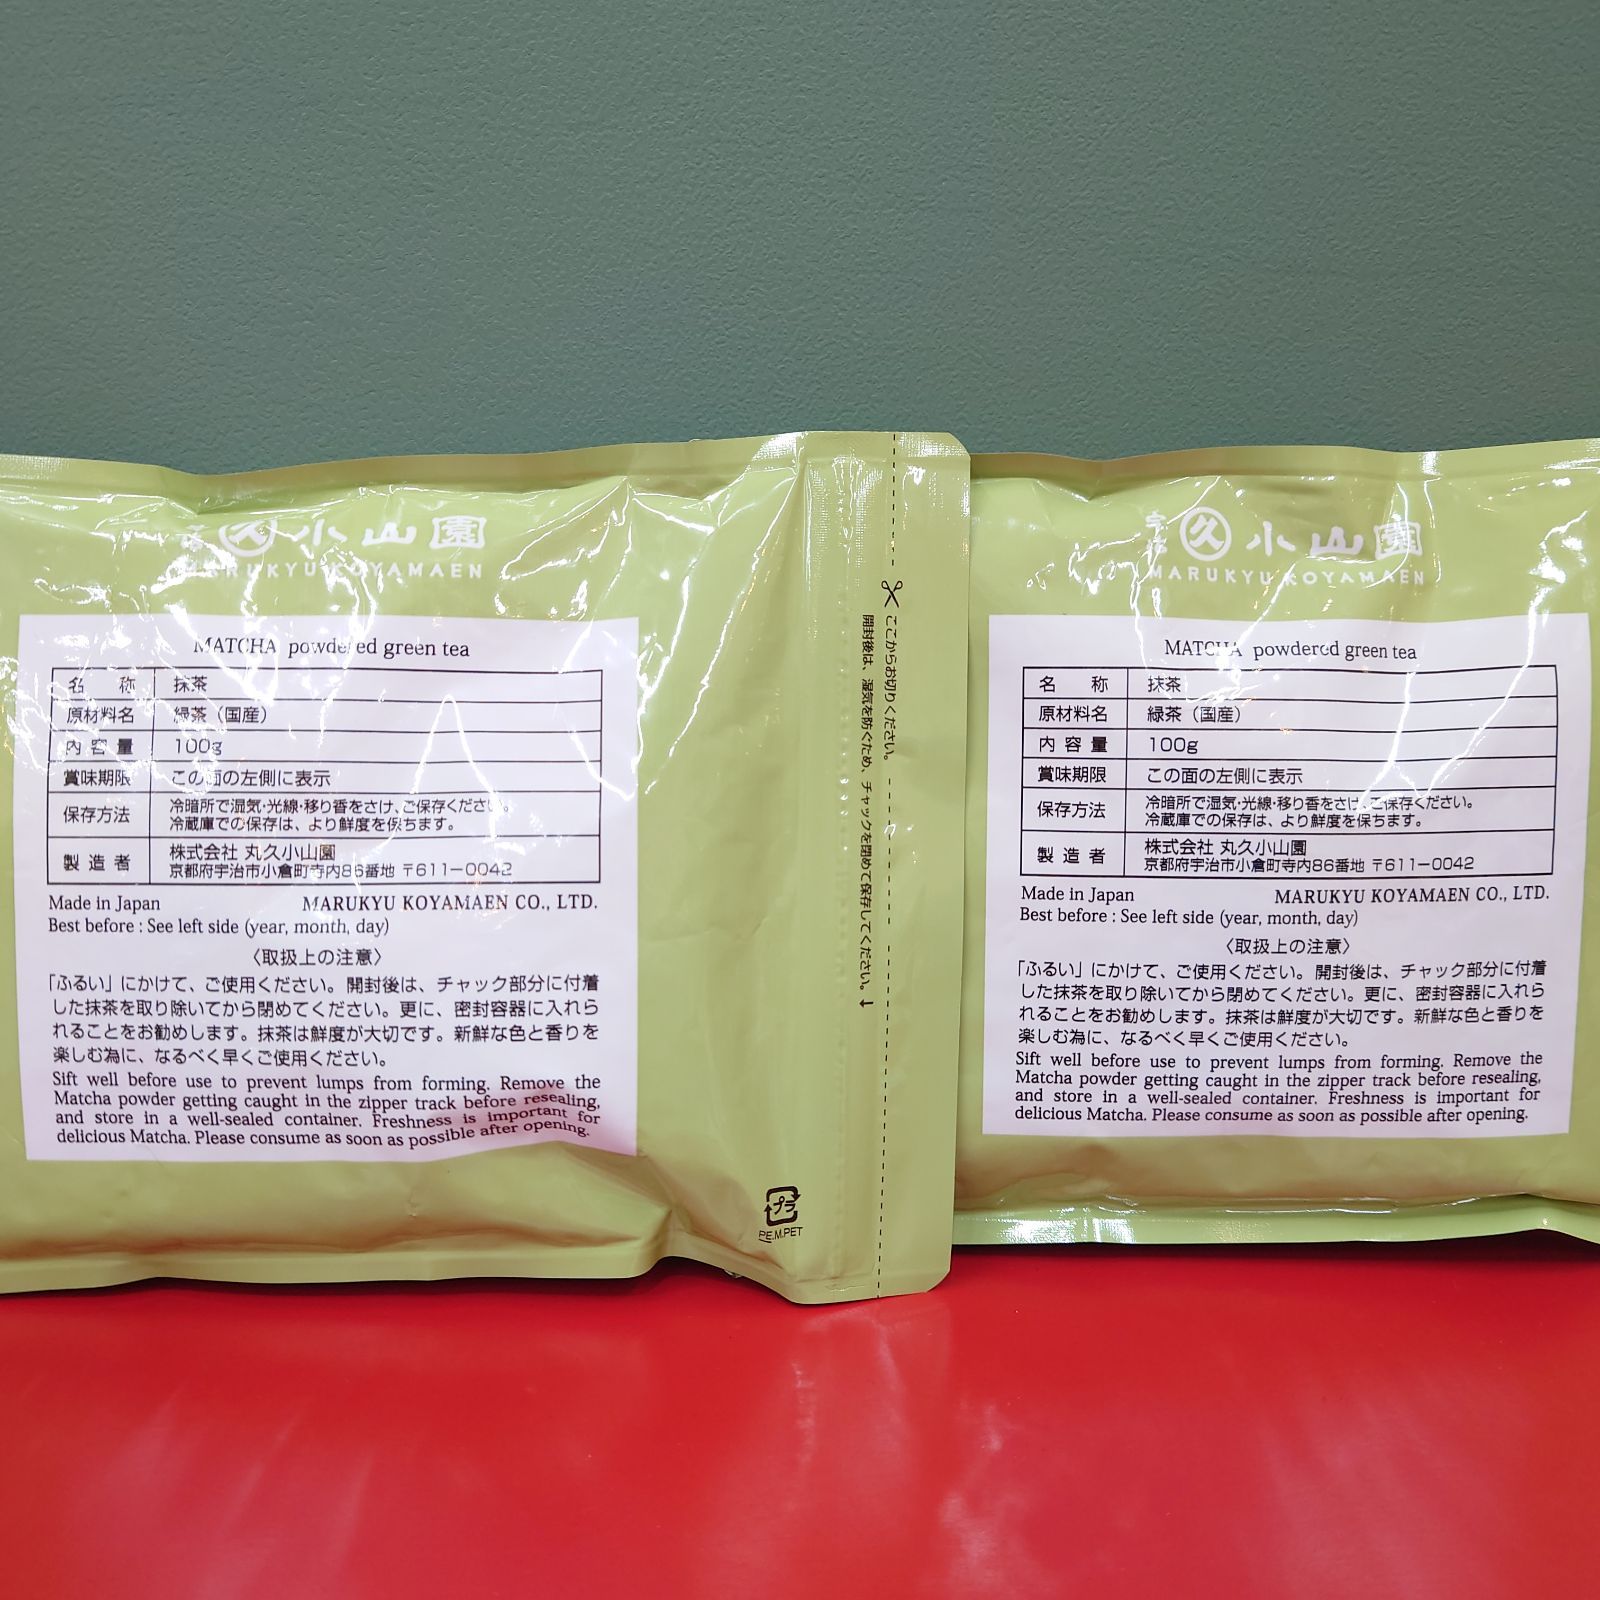 宇治 久 小山園
MARUKYU KOYAMAEN
MATCHA powdered green tea
名 称 抹茶
原材料名 緑茶（国産）
内容量 100g
賞味期限 この面の左側に表示
保存方法 冷暗所で湿気・光線・移り香をさけ、ご保存ください。
冷蔵庫での保存は、より鮮度を保ちます。
製造者 株式会社 丸久小山園
京都府宇治市小倉町寺内86番地 〒611-0042
Made in Japan MARUKYU KOYAMAEN CO., LTD.
Best before : See left side (year, month, day)
〈取扱上の注意〉
「ふるい」にかけて、ご使用ください。開封後は、チャック部分に付着
した抹茶を取り除いてから閉めてください。更に、密封容器に入れら
れることをお勧めします。抹茶は鮮度が大切です。新鮮な色と香りを
楽しむ為に、なるべく早くご使用ください。
Sift well before use to prevent lumps from forming. Remove the
Matcha powder getting caught in the zipper track before resealing,
and store in a well-sealed container. Freshness is important for
delicious Matcha. Please consume as soon as possible after opening.
ここからお切りください。
開封後は、湿気を防ぐため、チャックを閉めて保存してください。
プラ
PE.M.PET
宇治 久 小山園
MARUKYU KOYAMAEN
MATCHA powdered green tea
名 称 抹茶
原材料名 緑茶（国産）
内容量 100g
賞味期限 この面の左側に表示
保存方法 冷暗所で湿気・光線・移り香をさけ、ご保存ください。
冷蔵庫での保存は、より鮮度を保ちます。
製造者 株式会社 丸久小山園
京都府宇治市小倉町寺内86番地 〒611-0042
Made in Japan MARUKYU KOYAMAEN CO., LTD.
Best before : See left side (year, month, day)
〈取扱上の注意〉
「ふるい」にかけて、ご使用ください。開封後は、チャック部分に付着
した抹茶を取り除いてから閉めてください。更に、密封容器に入れら
れることをお勧めします。抹茶は鮮度が大切です。新鮮な色と香りを
楽しむ為に、なるべく早くご使用ください。
Sift well before use to prevent lumps from forming. Remove the
Matcha powder getting caught in the zipper track before resealing,
and store in a well-sealed container. Freshness is important for
delicious Matcha. Please consume as soon as possible after opening.